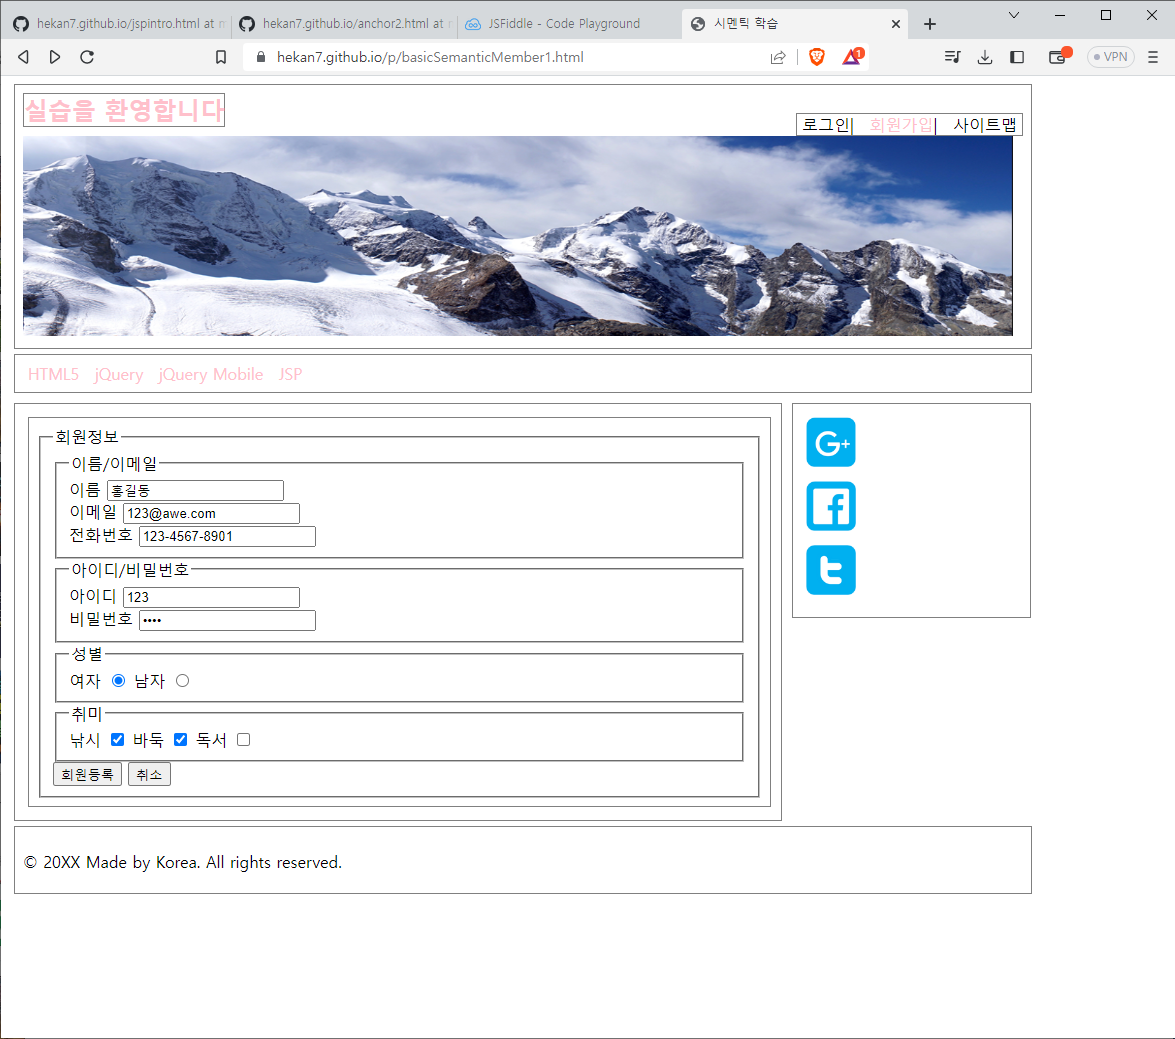 hekan7.github.io/jspintro.html at m
hekan7.github.io/anchor2.html at
JSFiddle - Code Playground
시멘틱 학습
hekan7.github.io/p/basicSemanticMember1.html
1
VPN
실습을 환영합니다
로그인| 회원가입| 사이트맵
HTML5 jQuery jQuery Mobile JSP
회원정보
이름/이메일
이름 홍길동
이메일 123@awe.com
전화번호 123-4567-8901
아이디/비밀번호
아이디 123
비밀번호 ••••
성별
여자 남자
취미
낚시 바둑 독서
회원등록 취소
G+
f
t
© 20XX Made by Korea. All rights reserved.